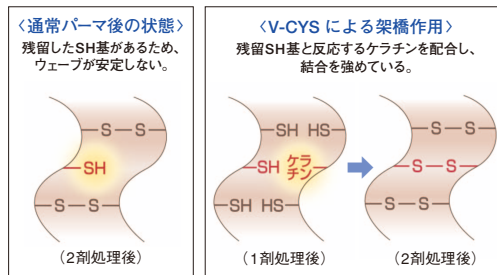 〈通常パーマ後の状態〉
残留したSH基があるため、
ウェーブが安定しない。
S－S
SH
S－S
（2剤処理後）
〈V-CYS による架橋作用〉
残留SH基と反応するケラチンを配合し、
結合を強めている。
SH HS
SH ケラ
チン
SH HS
（1剤処理後）
S－S
S－S
S－S
（2剤処理後）